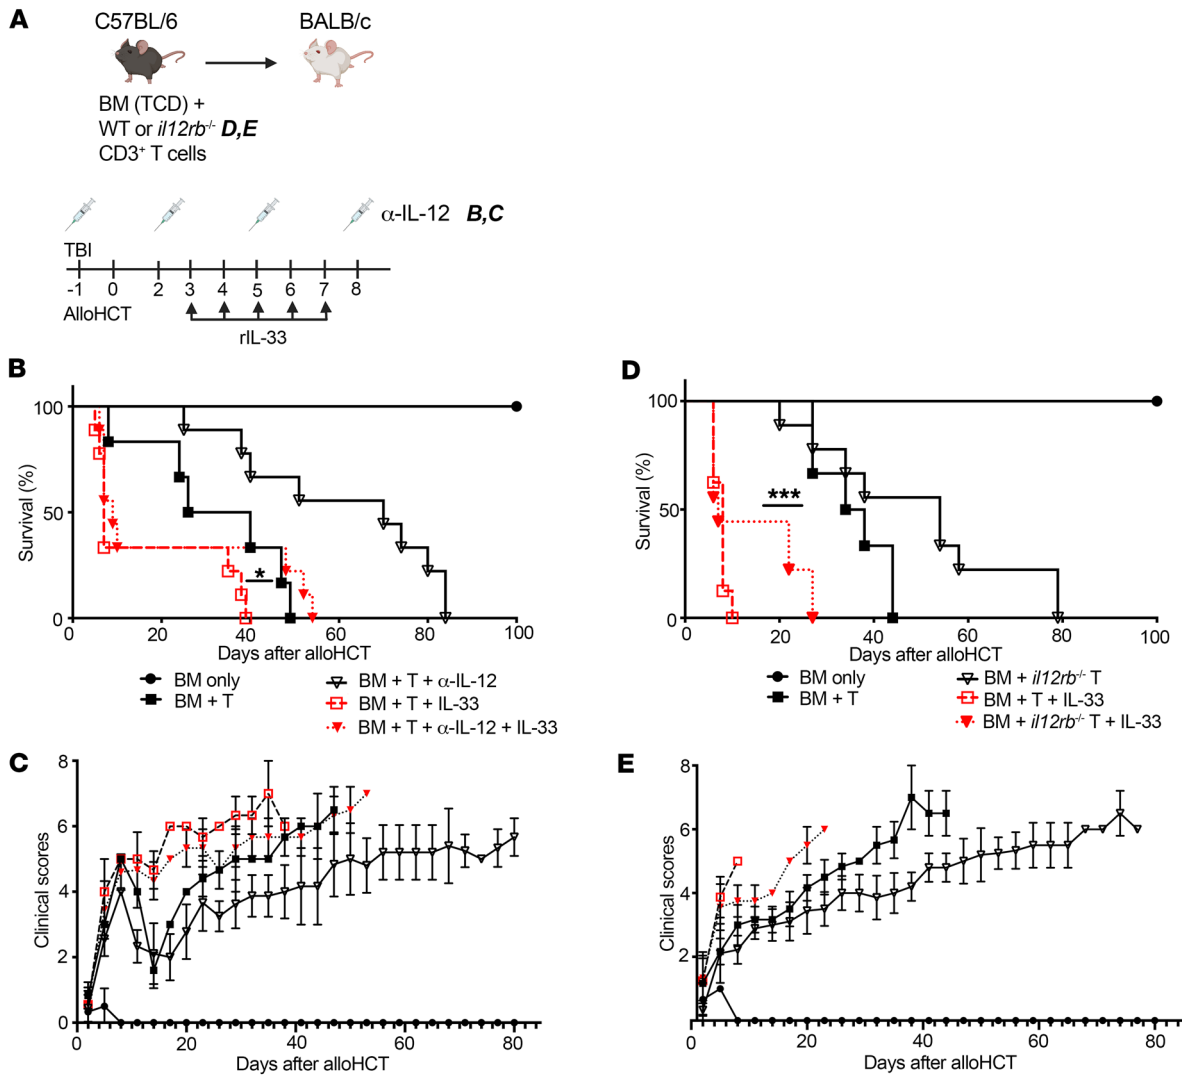 A
C57BL/6
BALB/c
BM (TCD) +
WT or il12rb-/- D,E
CD3+ T cells
α-IL-12 B,C
TBI
-1 0 2 3 4 5 6 7 8
AlloHCT
rIL-33
B
100
50
0
Survival (%)
*
0 20 40 60 80 100
Days after alloHCT
BM only
BM + T
BM + T + α-IL-12
BM + T + IL-33
BM + T + α-IL-12 + IL-33
D
100
50
0
Survival (%)
***
0 20 40 60 80 100
Days after alloHCT
BM only
BM + T
BM + il12rb-/- T
BM + T + IL-33
BM + il12rb-/- T + IL-33
C
8
6
4
2
0
Clinical scores
0 20 40 60 80
Days after alloHCT
E
8
6
4
2
Clinical scores
0 20 40 60 80
Days after alloHCT